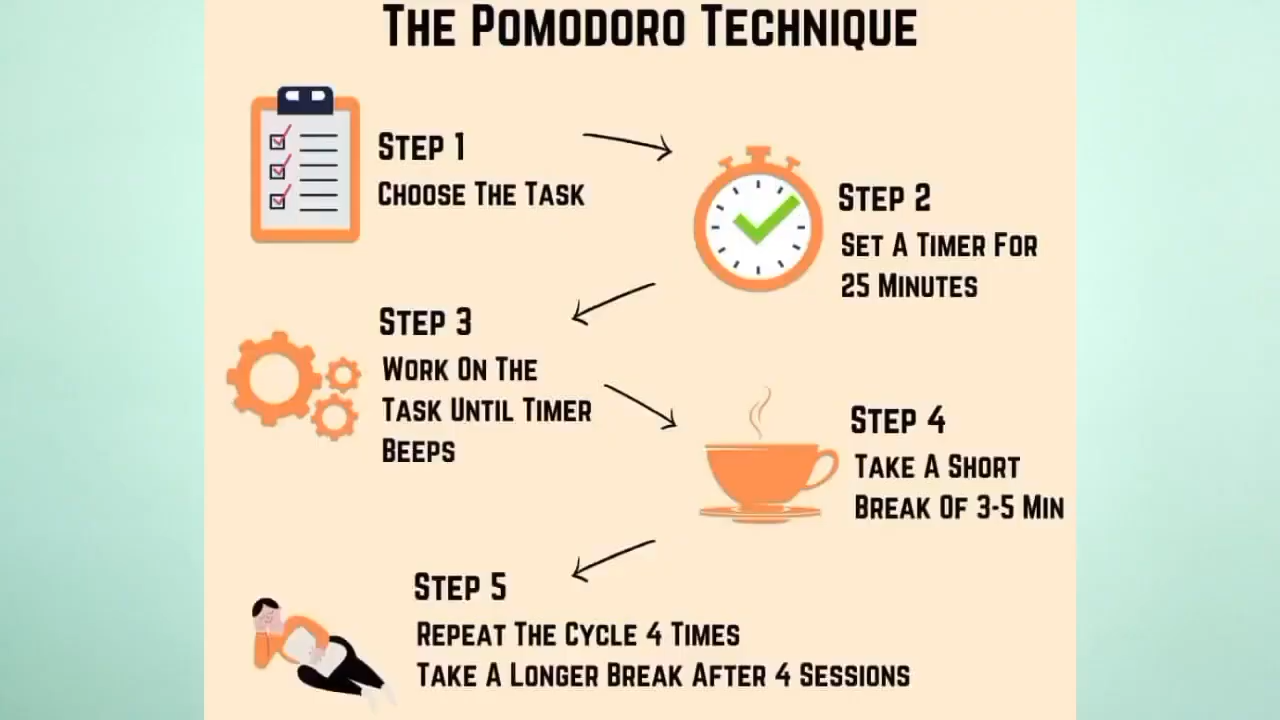 THE POMODORO TECHNIQUE
STEP 1
CHOOSE THE TASK
STEP 2
SET A TIMER FOR
25 MINUTES
STEP 3
WORK ON THE
TASK UNTIL TIMER
BEEPS
STEP 4
TAKE A SHORT
BREAK OF 3-5 MIN
STEP 5
REPEAT THE CYCLE 4 TIMES
TAKE A LONGER BREAK AFTER 4 SESSIONS